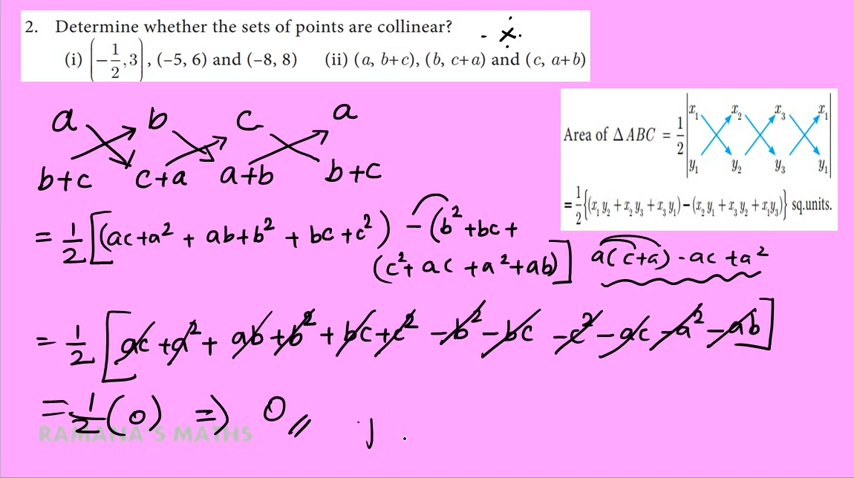 2. Determine whether the sets of points are collinear?
(i) (-1/2, 3), (-5, 6) and (-8, 8) (ii) (a, b+c), (b, c+a) and (c, a+b)
a b c a
b+c c+a a+b b+c
Area of ΔABC = 1/2 | x₁ x₂ x₃ x₁
y₁ y₂ y₃ y₁ |
= 1/2 {(x₁y₂ + x₂y₃ + x₃y₁) − (x₂y₁ + x₃y₂ + x₁y₃)} sq.units.
= 1/2 [(ac+a² + ab+b² + bc+c²) − (b²+bc+
(c²+ac+a²+ab)] a(c+a) - ac+a²
= 1/2 [ac+a²+ ab+b²+bc+c² −b²−bc −c²−ac−a²−ab]
= 1/2 (0) ⇒ 0,,
RAMANA'S MATHS